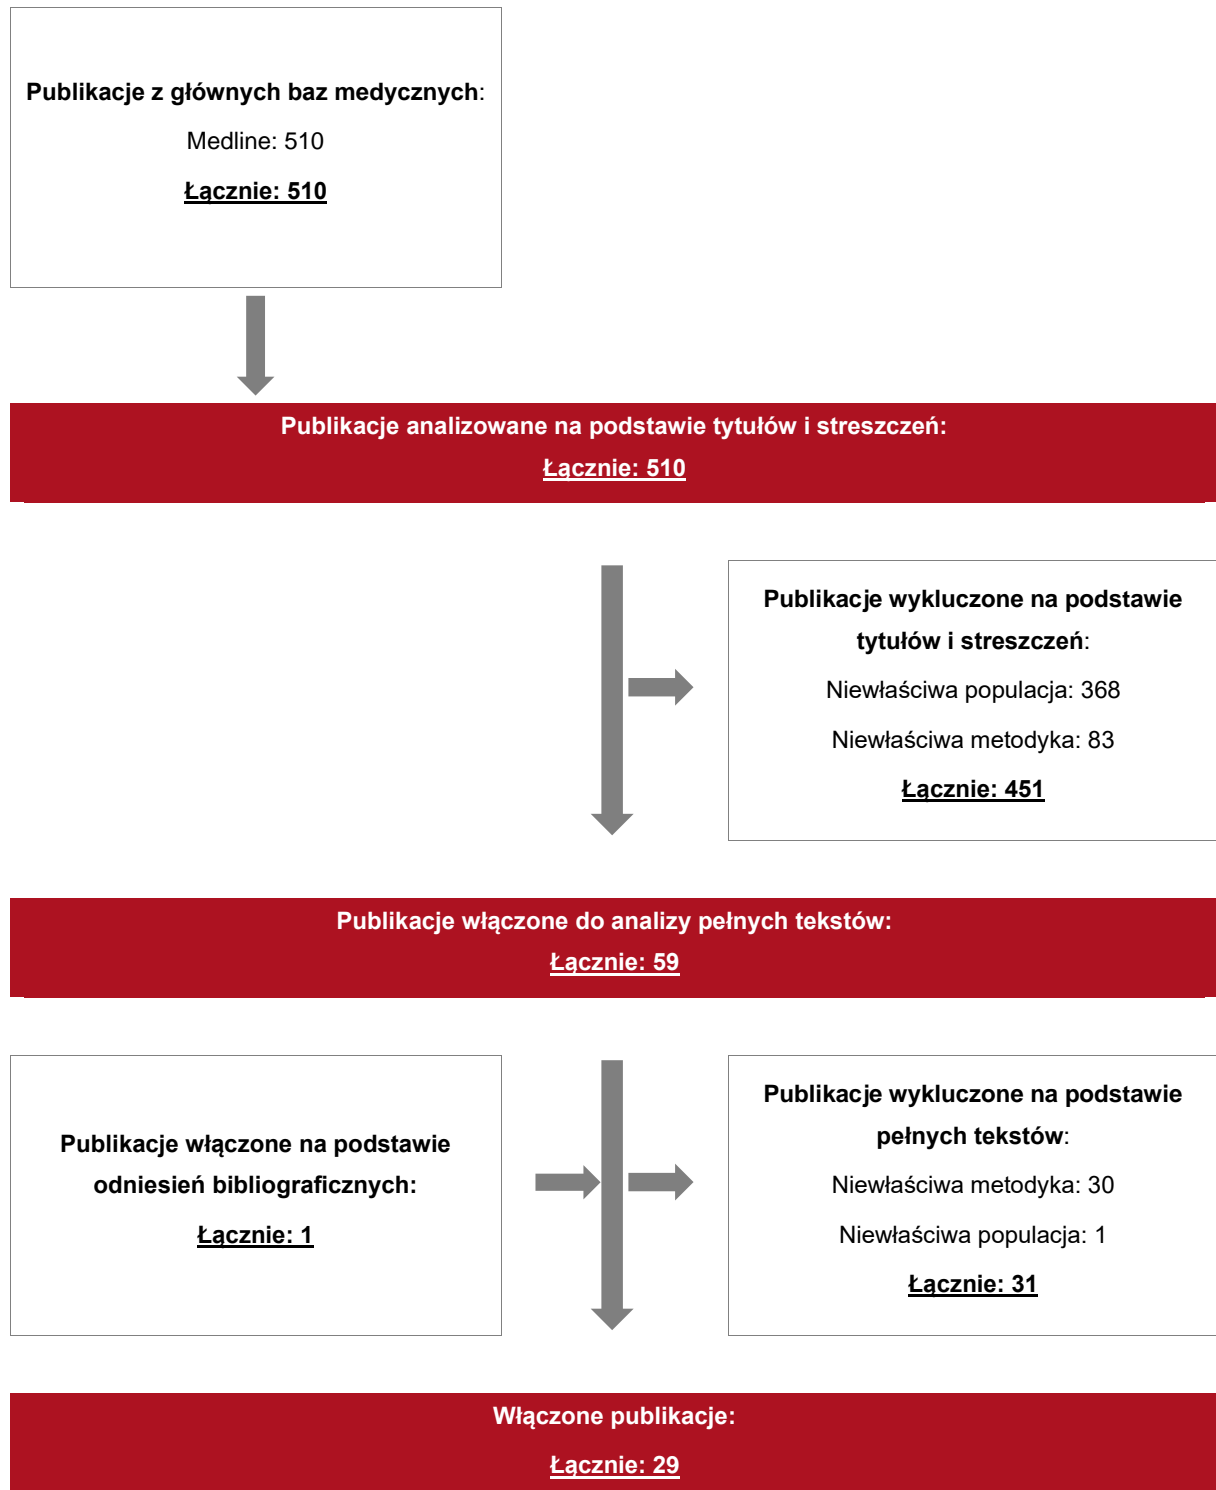 Publikacje z głównych baz medycznych:
Medline: 510
Łącznie: 510
Publikacje analizowane na podstawie tytułów i streszczeń:
Łącznie: 510
Publikacje wykluczone na podstawie
tytułów i streszczeń:
Niewłaściwa populacja: 368
Niewłaściwa metodyka: 83
Łącznie: 451
Publikacje włączone do analizy pełnych tekstów:
Łącznie: 59
Publikacje włączone na podstawie
odniesień bibliograficznych:
Łącznie: 1
Publikacje wykluczone na podstawie
pełnych tekstów:
Niewłaściwa metodyka: 30
Niewłaściwa populacja: 1
Łącznie: 31
Włączone publikacje:
Łącznie: 29